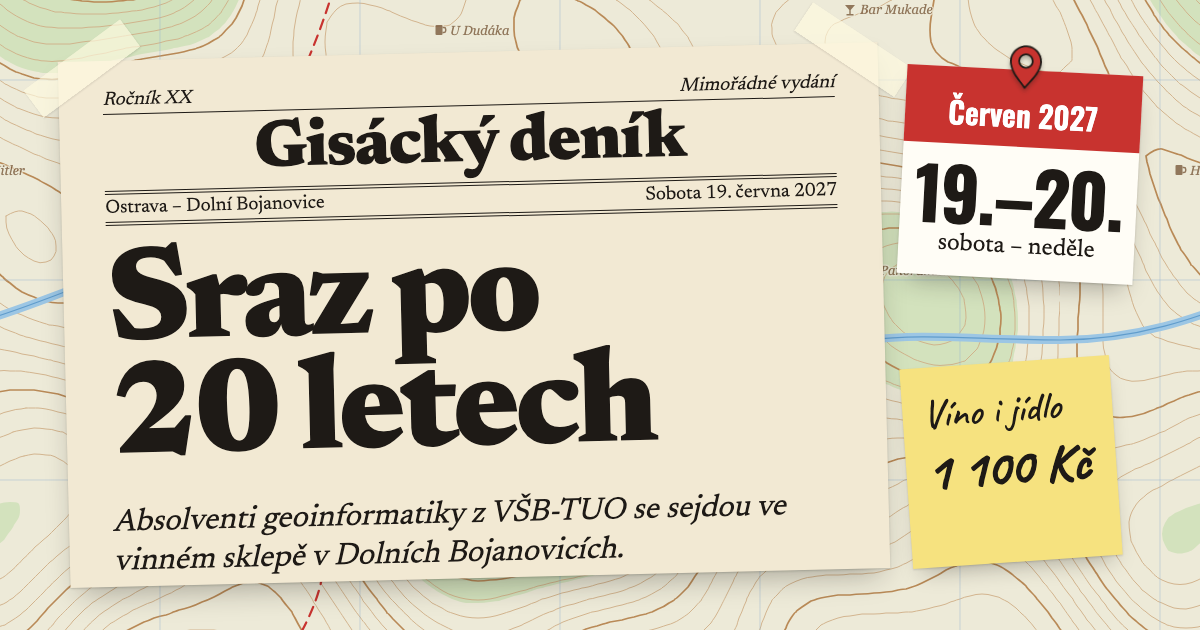 U Dudáka
Bar Mukade
Ročník XX
Mimořádné vydání
Gisácký deník
Ostrava – Dolní Bojanovice
Sobota 19. června 2027
Sraz po
20 letech
Absolventi geoinformatiky z VŠB-TUO se sejdou ve
vinném sklepě v Dolních Bojanovicích.
Červen 2027
19.–20.
sobota – neděle
Víno i jídlo
1 100 Kč